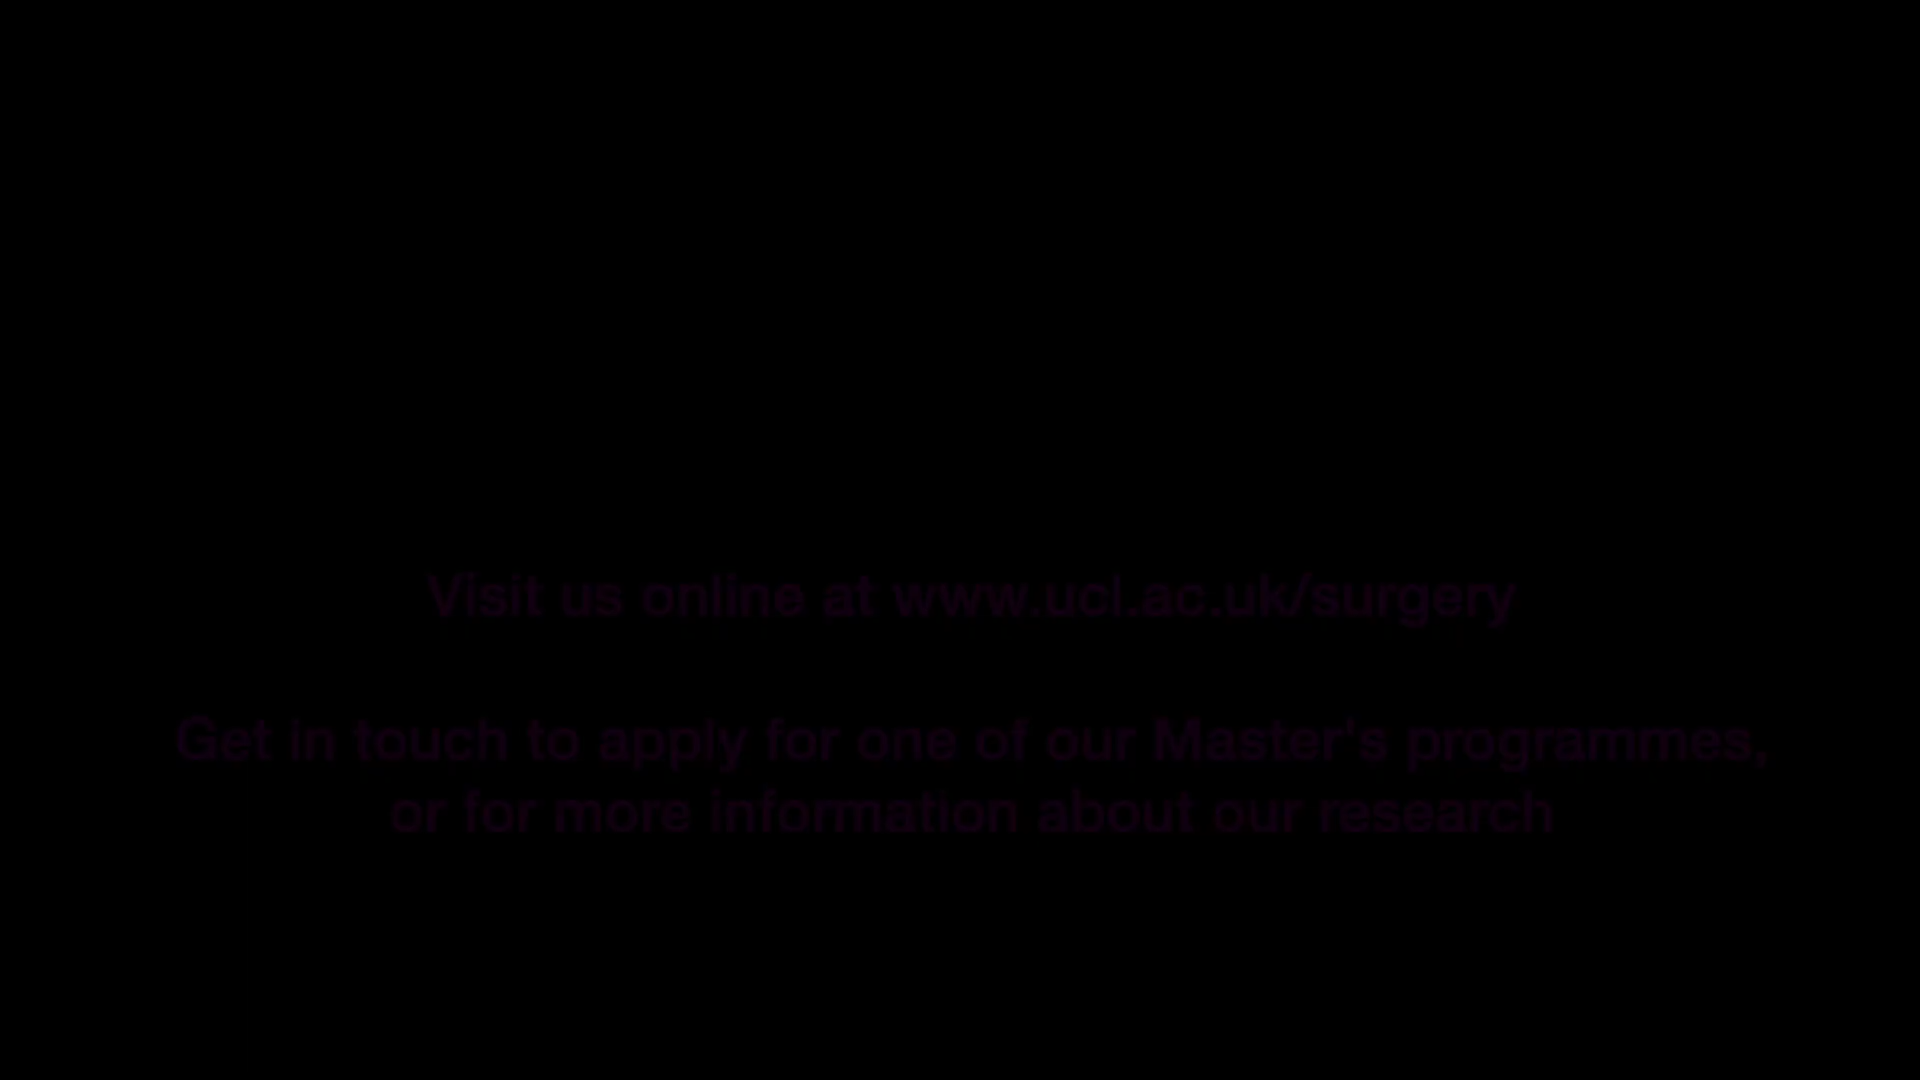 Visit us online at www.ucl.ac.uk/surgery
Get in touch to apply for one of our Master's programmes,
or for more information about our research